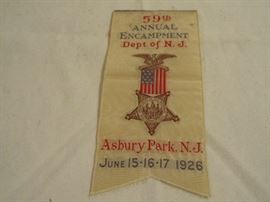 59th
ANNUAL
ENCAMPMENT
Dept of N.J.
Asbury Park, N.J.
JUNE 15-16-17 1926